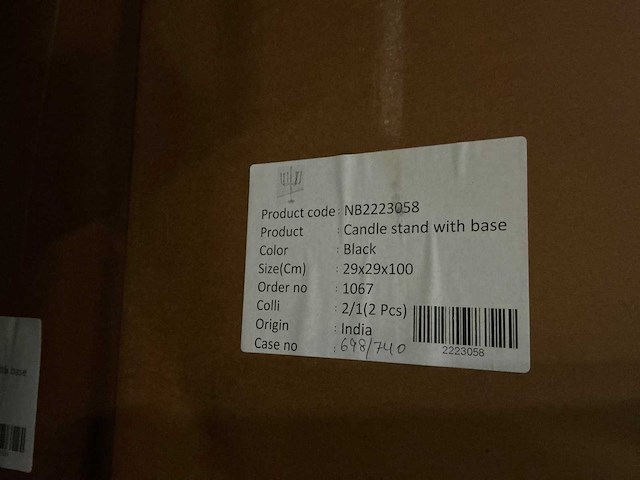 Product code : NB2223058
Product : Candle stand with base
Color : Black
Size(Cm) : 29x29x100
Order no : 1067
Colli : 2/1(2 Pcs)
Origin : India
Case no : 698/740
2223058
base